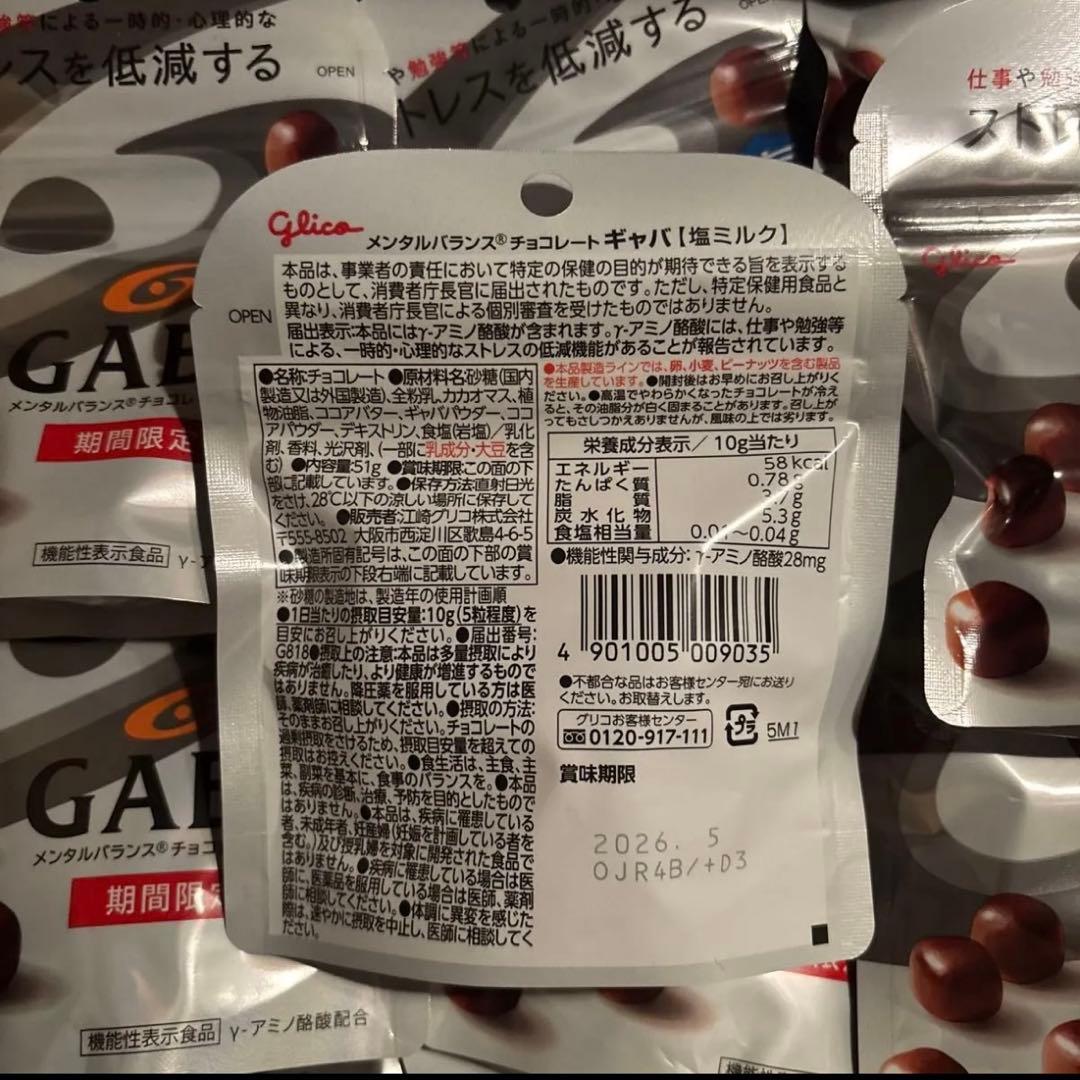 強等による一時的・心理的な
レスを低減する
OPEN
や勉強等による一時的・
トレスを低減する
仕事や勉強
スト
Glico
GAB
メンタルバランス®チョコレ
期間限定
機能性表示食品 γ-ア
Glico
メンタルバランス®チョコレート ギャバ【塩ミルク】
本品は、事業者の責任において特定の保健の目的が期待できる旨を表示する
ものとして、消費者庁長官に届出されたものです。ただし、特定保健用食品と
異なり、消費者庁長官による個別審査を受けたものではありません。
OPEN
届出表示:本品にはγ-アミノ酪酸が含まれます。γ-アミノ酪酸には、仕事や勉強等
による、一時的・心理的なストレスの低減機能があることが報告されています。
●名称:チョコレート ●原材料名:砂糖(国内
製造又は外国製造)、全粉乳、カカオマス、植
物油脂、ココアバター、ギャバパウダー、ココ
アパウダー、デキストリン、食塩(岩塩)/乳化
剤、香料、光沢剤、(一部に乳成分・大豆を含
む) ●内容量:51g ●賞味期限:この面の下
部に記載しています。●保存方法:直射日光
をさけ、28℃以下の涼しい場所に保存して
ください。●販売者:江崎グリコ株式会社
〒555-8502 大阪市西淀川区歌島4-6-5
●製造所固有記号は、この面の下部の賞
味期限表示の下段右端に記載しています。
※砂糖の製造地は、製造年の使用計画順
●1日当たりの摂取目安量:10g(5粒程度)を
目安にお召し上がりください。●届出番号:
G818●摂取上の注意:本品は多量摂取により
疾病が治癒したり、より健康が増進するもので
はありません。降圧薬を服用している方は医
師、薬剤師に相談してください。●摂取の方法:
そのままお召し上がりください。チョコレートの
過剰摂取をさけるため、摂取目安量を超えての
摂取はお控えください。●食生活は、主食、主
菜、副菜を基本に、食事のバランスを。●本品
は、疾病の診断、治療、予防を目的としたもので
はありません。●本品は、疾病に罹患している
者、未成年者、妊産婦(妊娠を計画している者を
含む。)及び授乳婦を対象に開発された食品で
はありません。●疾病に罹患している場合は医
師に、医薬品を服用している場合は医師、薬剤
師に相談してください。●体調に異変を感じた
際は、速やかに摂取を中止し、医師に相談してく
ださい。
●本品製造ラインでは、卵、小麦、ピーナッツを含む製品
を生産しています。●開封後はお早めにお召し上がりくだ
さい。●高温でやわらかくなったチョコレートが冷える
と、その油脂分が白く固まることがあります。召し上がっ
てもさしつかえありませんが、風味の上では劣ります。
栄養成分表示/10g当たり
エネルギー 58kcal
たんぱく質 0.78g
脂質 3.7g
炭水化物 5.3g
食塩相当量 0.01~0.04g
●機能性関与成分:γ-アミノ酪酸28mg
4 901005 009035
●不都合な品はお客様センター宛にお送り
ください。お取替えします。
グリコお客様センター
0120-917-111
プラ
5M1
賞味期限
2026. 5
OJR4B/+D3
GAB
メンタルバランス®チョコ
期間限
機能性表示食品 γ-アミノ酪酸配合